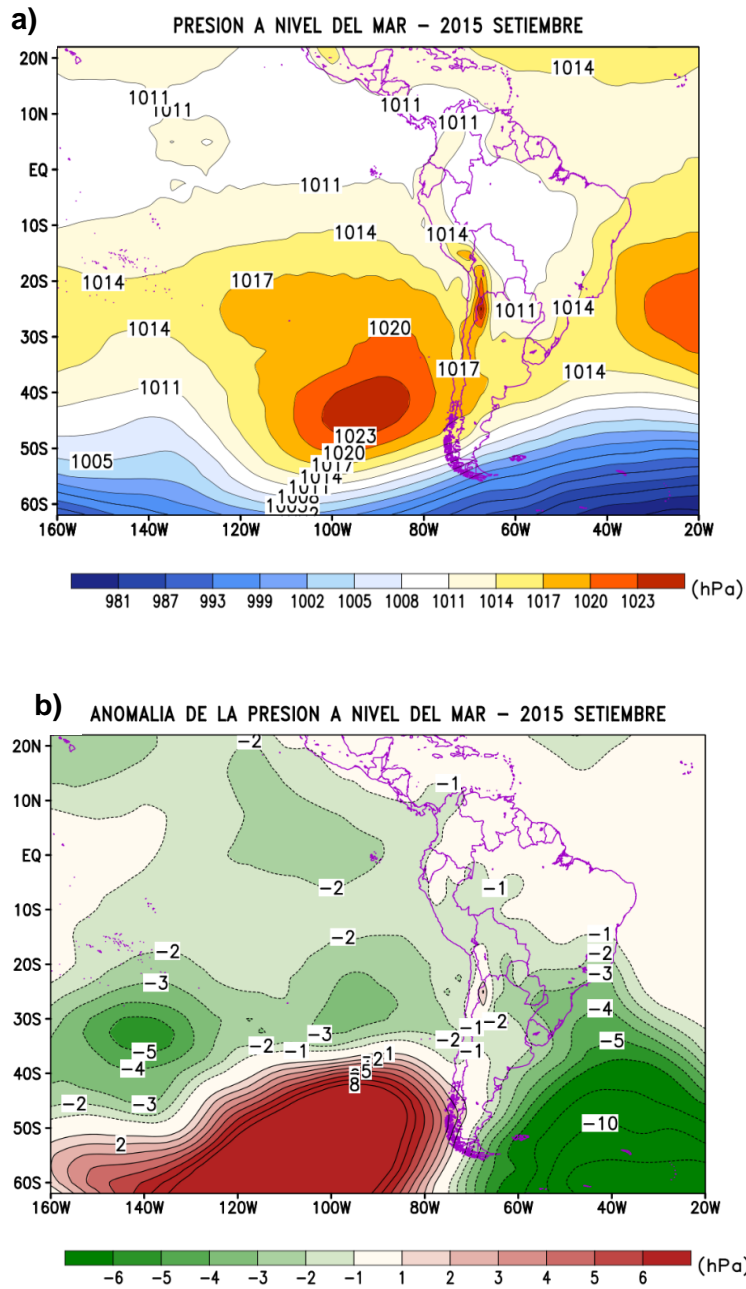 a)
PRESION A NIVEL DEL MAR – 2015 SETIEMBRE
20N
10N
EQ
10S
20S
30S
40S
50S
60S
1014
1011
1011
1011
1011
1011
1014
1014
1014
1017
1014
1011
1014
1014
1020
1017
1014
1011
1023
1005
1020
1017
1014
1011
160W 140W 120W 100W 80W 60W 40W 20W
981 987 993 999 1002 1005 1008 1011 1014 1017 1020 1023
(hPa)
b)
ANOMALIA DE LA PRESION A NIVEL DEL MAR – 2015 SETIEMBRE
20N
10N
EQ
10S
20S
30S
40S
50S
60S
−2
−1
−2
−1
−1
−2
−2
−2
−3
−3
−4
−3
−2
−1
−2
−5
−2
−1
−2
−1
−5
−1
−4
8
−2
−3
−10
2
160W 140W 120W 100W 80W 60W 40W 20W
−6 −5 −4 −3 −2 −1 1 2 3 4 5 6
(hPa)